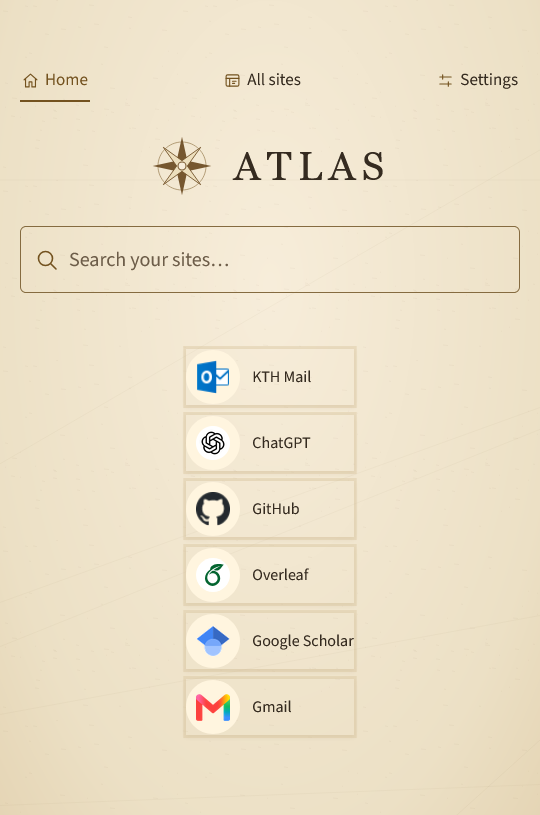 Home
All sites
Settings
ATLAS
Search your sites…
KTH Mail
ChatGPT
GitHub
Overleaf
Google Scholar
Gmail